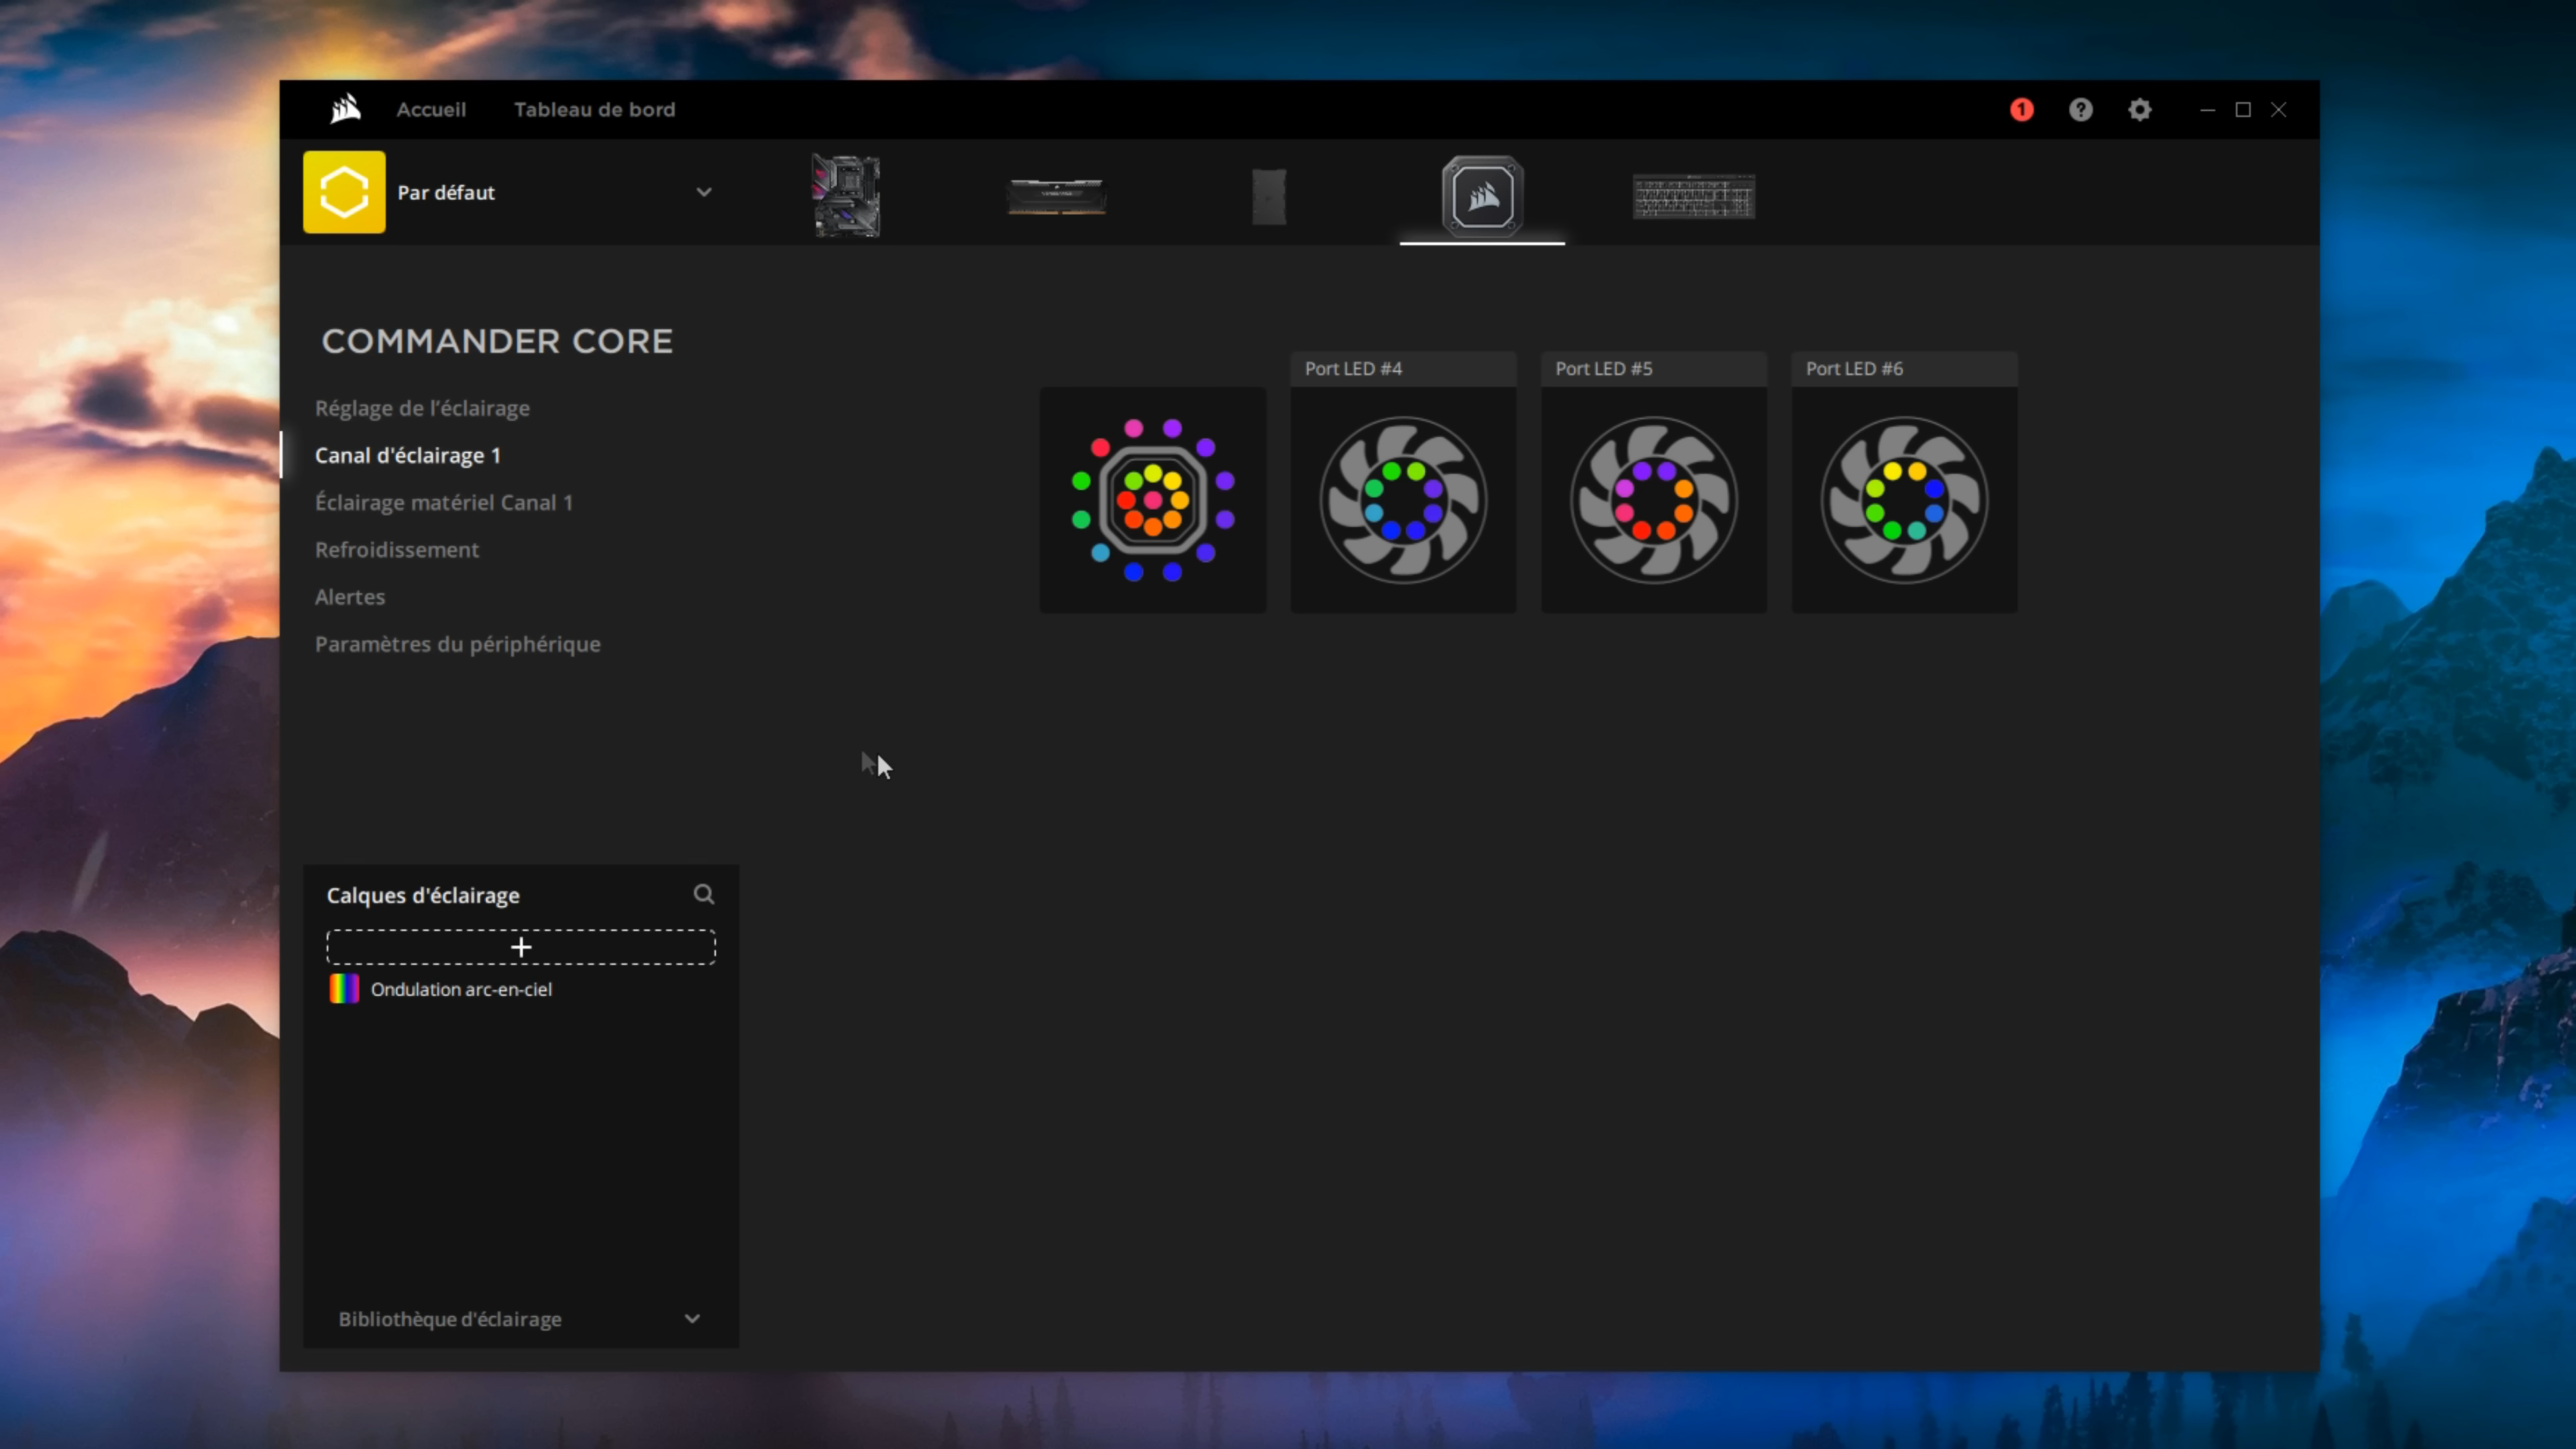 Accueil
Tableau de bord
1
?
Par défaut
COMMANDER CORE
Réglage de l'éclairage
Canal d'éclairage 1
Éclairage matériel Canal 1
Refroidissement
Alertes
Paramètres du périphérique
Port LED #4
Port LED #5
Port LED #6
Calques d'éclairage
+
Ondulation arc-en-ciel
Bibliothèque d'éclairage